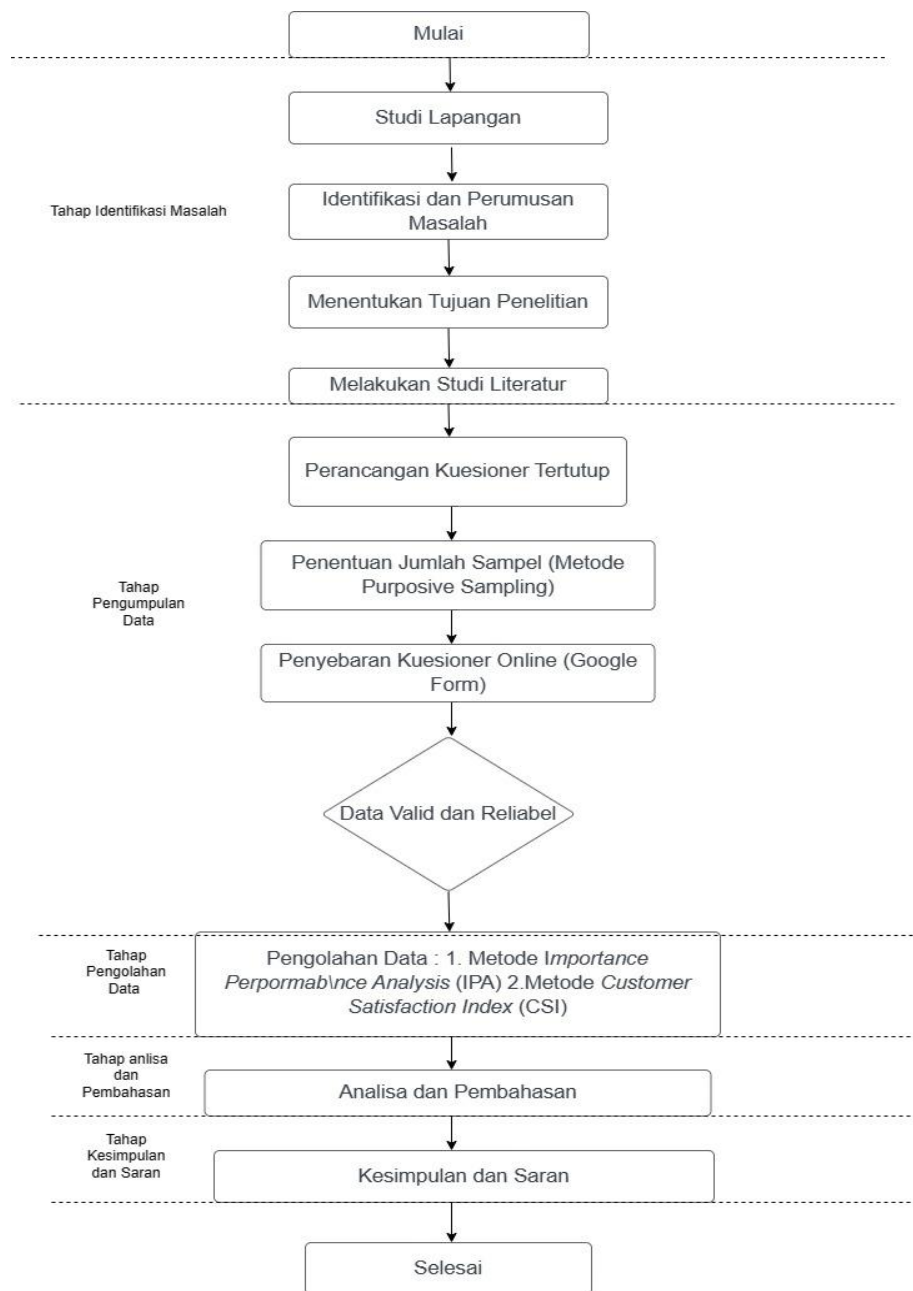 Mulai
Studi Lapangan
Tahap Identifikasi Masalah
Identifikasi dan Perumusan
Masalah
Menentukan Tujuan Penelitian
Melakukan Studi Literatur
Perancangan Kuesioner Tertutup
Tahap
Pengumpulan
Data
Penentuan Jumlah Sampel (Metode
Purposive Sampling)
Penyebaran Kuesioner Online (Google
Form)
Data Valid dan Reliabel
Tahap
Pengolahan
Data
Pengolahan Data : 1. Metode Importance
Perpormab\nce Analysis (IPA) 2.Metode Customer
Satisfaction Index (CSI)
Tahap anlisa
dan
Pembahasan
Analisa dan Pembahasan
Tahap
Kesimpulan
dan Saran
Kesimpulan dan Saran
Selesai